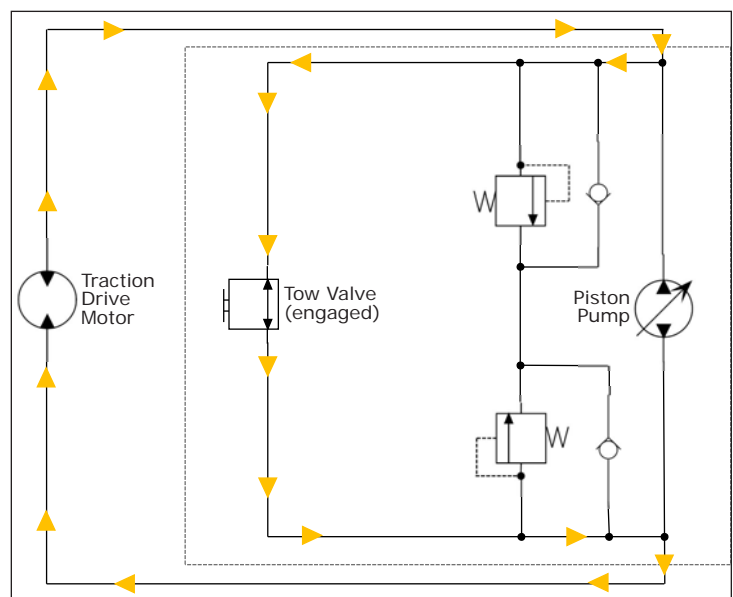 Traction
Drive
Motor
Tow Valve
(engaged)
Piston
Pump